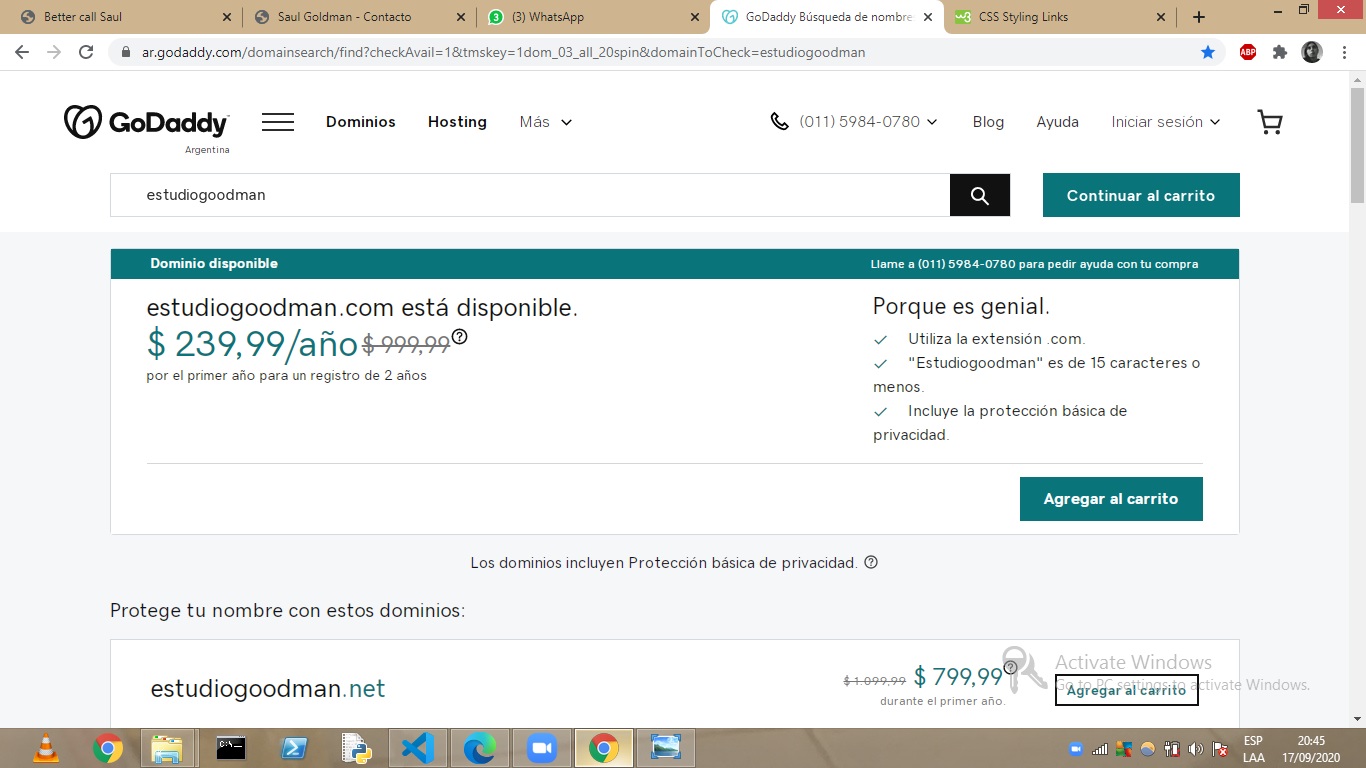 Better call Saul
Saul Goldman - Contacto
(3) WhatsApp
GoDaddy Búsqueda de nombre
CSS Styling Links
ar.godaddy.com/domainsearch/find?checkAvail=1&tmskey=1dom_03_all_20spin&domainToCheck=estudiogoodman
ABP
GoDaddy
Argentina
Dominios
Hosting
Más
(011) 5984-0780
Blog
Ayuda
Iniciar sesión
estudiogoodman
Continuar al carrito
Dominio disponible
Llame a (011) 5984-0780 para pedir ayuda con tu compra
estudiogoodman.com está disponible.
$ 239,99/año $ 999,99
por el primer año para un registro de 2 años
Porque es genial.
Utiliza la extensión .com.
"Estudiogoodman" es de 15 caracteres o
menos.
Incluye la protección básica de
privacidad.
Agregar al carrito
Los dominios incluyen Protección básica de privacidad.
Protege tu nombre con estos dominios:
estudiogoodman.net
$ 1.099,99 $ 799,99
durante el primer año.
Agregar al carrito
Activate Windows
Go to PC settings to activate Windows.
ESP
LAA
20:45
17/09/2020